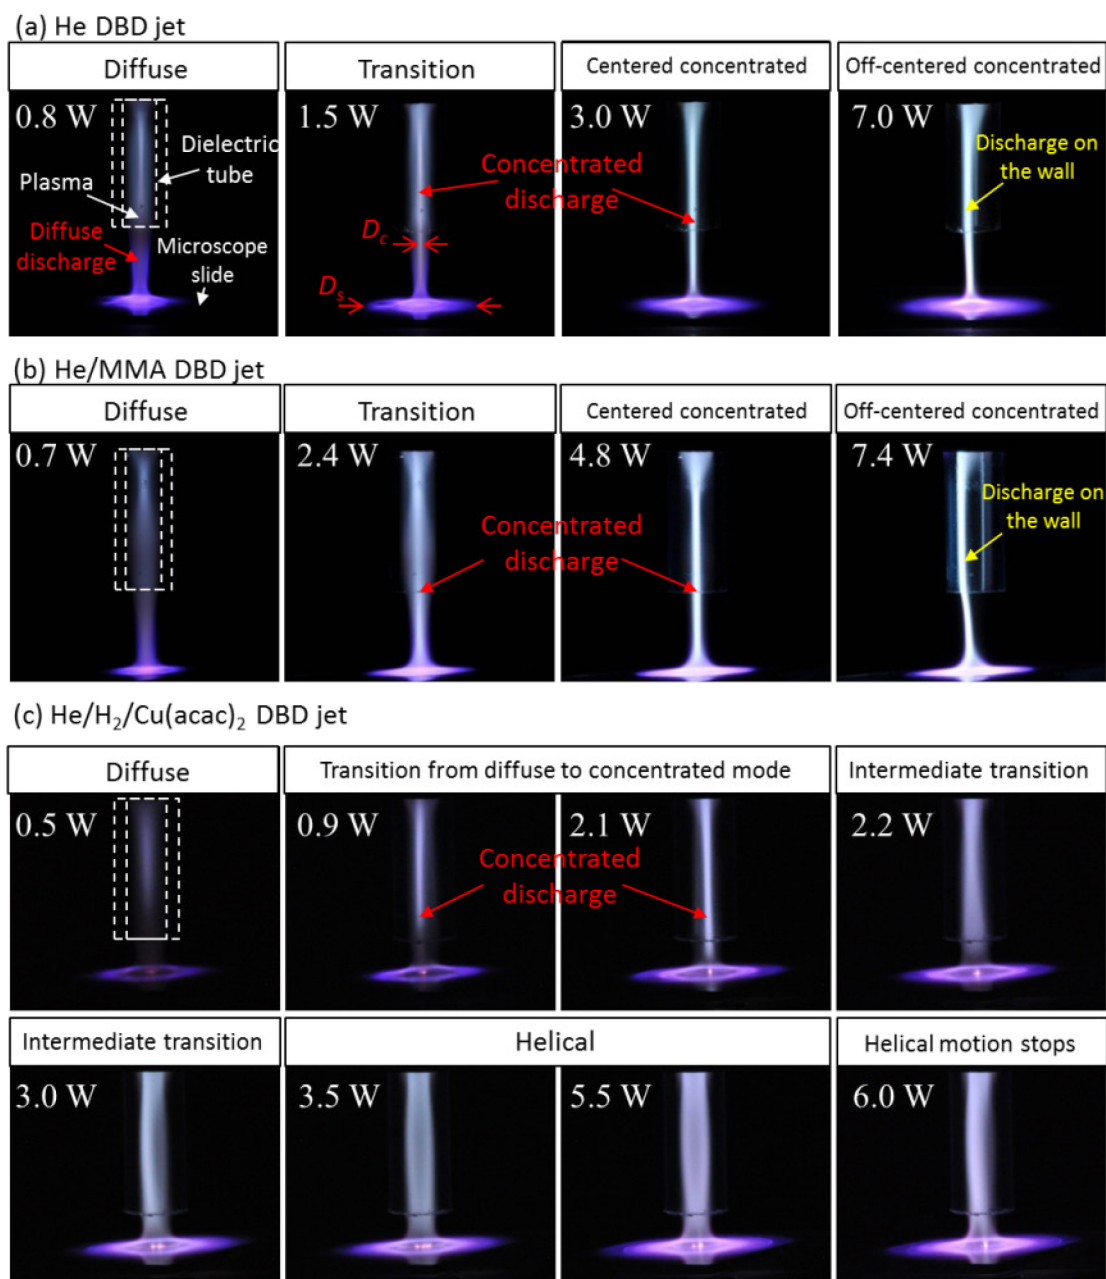 (a) He DBD jet
Diffuse
Transition
Centered concentrated
Off-centered concentrated
0.8 W
Dielectric
tube
Plasma
Diffuse
discharge
Microscope
slide
1.5 W
Concentrated
discharge
D_c
D_s
3.0 W
7.0 W
Discharge on
the wall
(b) He/MMA DBD jet
Diffuse
Transition
Centered concentrated
Off-centered concentrated
0.7 W
2.4 W
Concentrated
discharge
4.8 W
7.4 W
Discharge on
the wall
(c) He/H₂/Cu(acac)₂ DBD jet
Diffuse
Transition from diffuse to concentrated mode
Intermediate transition
0.5 W
0.9 W
Concentrated
discharge
2.1 W
2.2 W
Intermediate transition
Helical
Helical motion stops
3.0 W
3.5 W
5.5 W
6.0 W